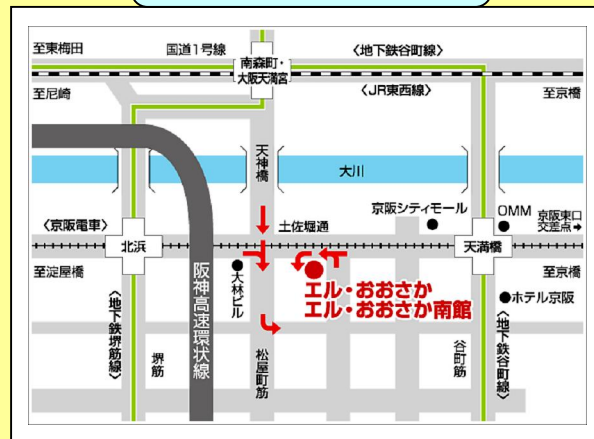 至東梅田
国道1号線
〈地下鉄谷町線〉
南森町・
大阪天満宮
至尼崎
〈JR東西線〉
至京橋
天神橋
大川
京阪シティモール
OMM
京阪東口
交差点➡
〈京阪電車〉
土佐堀通
北浜
天満橋
至淀屋橋
大林ビル
エル・おおさか
エル・おおさか南館
至京橋
ホテル京阪
阪神高速環状線
〈地下鉄堺筋線〉
堺筋
松屋町筋
谷町筋
〈地下鉄谷町線〉